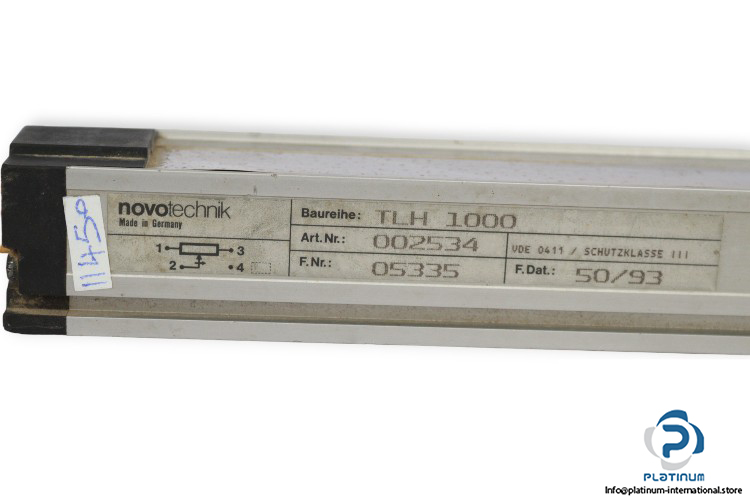 novotechnik
Made in Germany
1 3
2 4
Baureihe: TLH 1000
Art.Nr.: 002534
VDE 0411 / SCHUTZKLASSE III
F.Nr.: 05335
F.Dat.: 50/93
11450
PLATINUM
Info@platinum-international.store